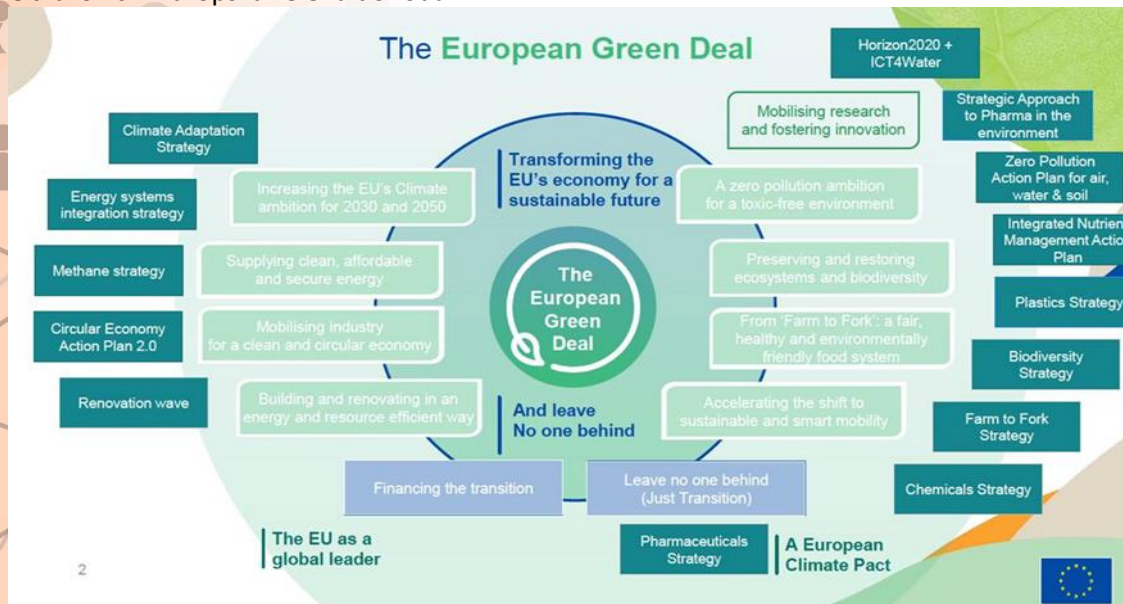 The European Green Deal
Horizon2020 +
ICT4Water
Mobilising research
and fostering innovation
Strategic Approach
to Pharma in the
environment
Climate Adaptation
Strategy
Transforming the
EU's economy for a
sustainable future
Zero Pollution
Action Plan for air,
water & soil
Energy systems
integration strategy
Increasing the EU's Climate
ambition for 2030 and 2050
A zero pollution ambition
for a toxic-free environment
Integrated Nutrien
Management Actio
Plan
Methane strategy
Supplying clean, affordable
and secure energy
The
European
Green
Deal
Preserving and restoring
ecosystems and biodiversity
Plastics Strategy
Circular Economy
Action Plan 2.0
Mobilising industry
for a clean and circular economy
From 'Farm to Fork': a fair,
healthy and environmentally
friendly food system
Biodiversity
Strategy
Renovation wave
Building and renovating in an
energy and resource efficient way
And leave
No one behind
Accelerating the shift to
sustainable and smart mobility
Farm to Fork
Strategy
Financing the transition
Leave no one behind
(Just Transition)
Chemicals Strategy
The EU as a
global leader
Pharmaceuticals
Strategy
A European
Climate Pact
2